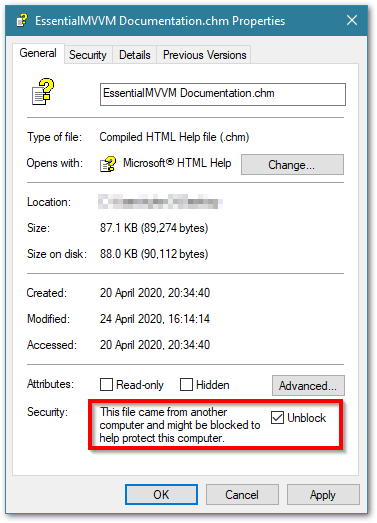 EssentialMVVM Documentation.chm Properties
General Security Details Previous Versions
EssentialMVVM Documentation.chm
Type of file: Compiled HTML Help file (.chm)
Opens with: Microsoft® HTML Help Change...
Location:
Size: 87.1 KB (89,274 bytes)
Size on disk: 88.0 KB (90,112 bytes)
Created: 20 April 2020, 20:34:40
Modified: 24 April 2020, 16:14:14
Accessed: 20 April 2020, 20:34:40
Attributes: Read-only Hidden Advanced...
Security: This file came from another
computer and might be blocked to Unblock
help protect this computer.
OK Cancel Apply